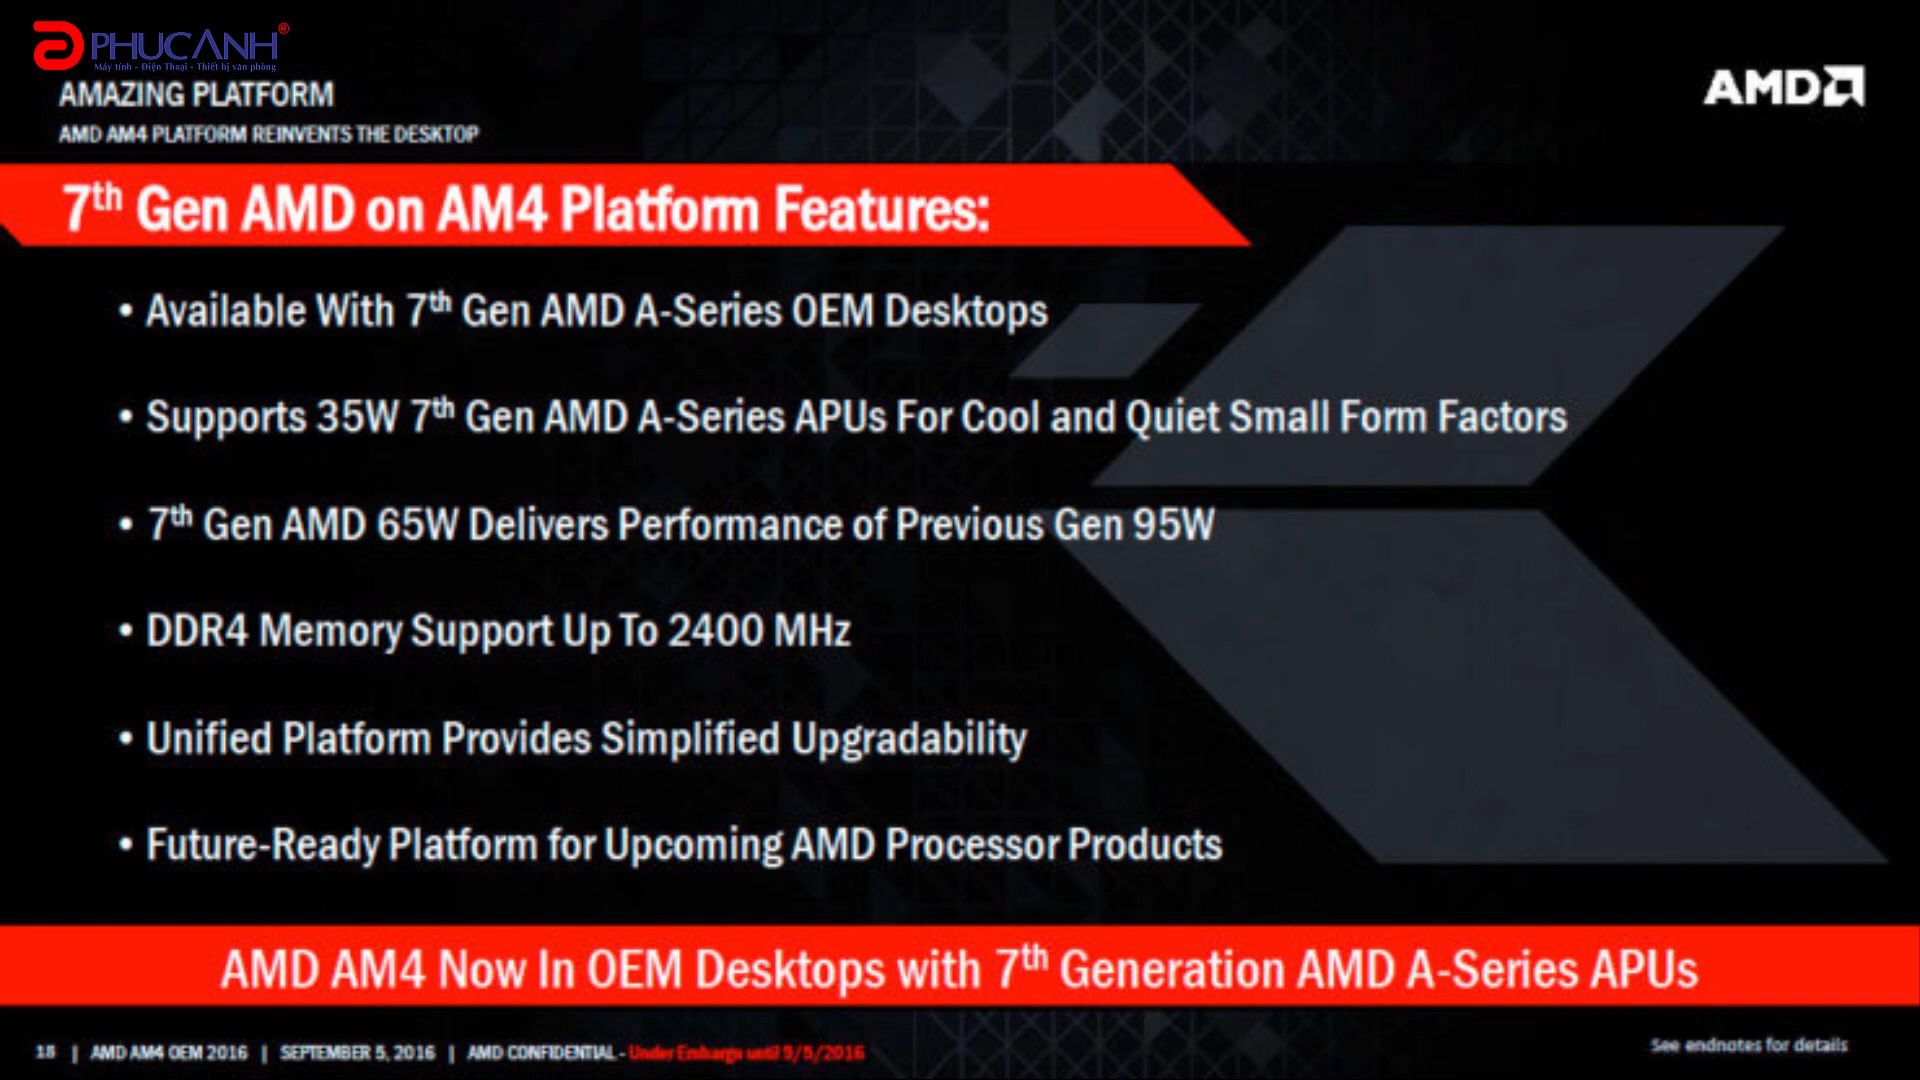 PHUCANH®
Máy tính - Điện Thoại - Thiết bị văn phòng
AMAZING PLATFORM
AMD
AMD AM4 PLATFORM REINVENTS THE DESKTOP
7th Gen AMD on AM4 Platform Features:
• Available With 7th Gen AMD A-Series OEM Desktops
• Supports 35W 7th Gen AMD A-Series APUs For Cool and Quiet Small Form Factors
• 7th Gen AMD 65W Delivers Performance of Previous Gen 95W
• DDR4 Memory Support Up To 2400 MHz
• Unified Platform Provides Simplified Upgradability
• Future-Ready Platform for Upcoming AMD Processor Products
AMD AM4 Now In OEM Desktops with 7th Generation AMD A-Series APUs
18 | AMD AM4 OEM 2016 | SEPTEMBER 5, 2016 | AMD CONFIDENTIAL - Under Embargo until 9/5/2016
See endnotes for details